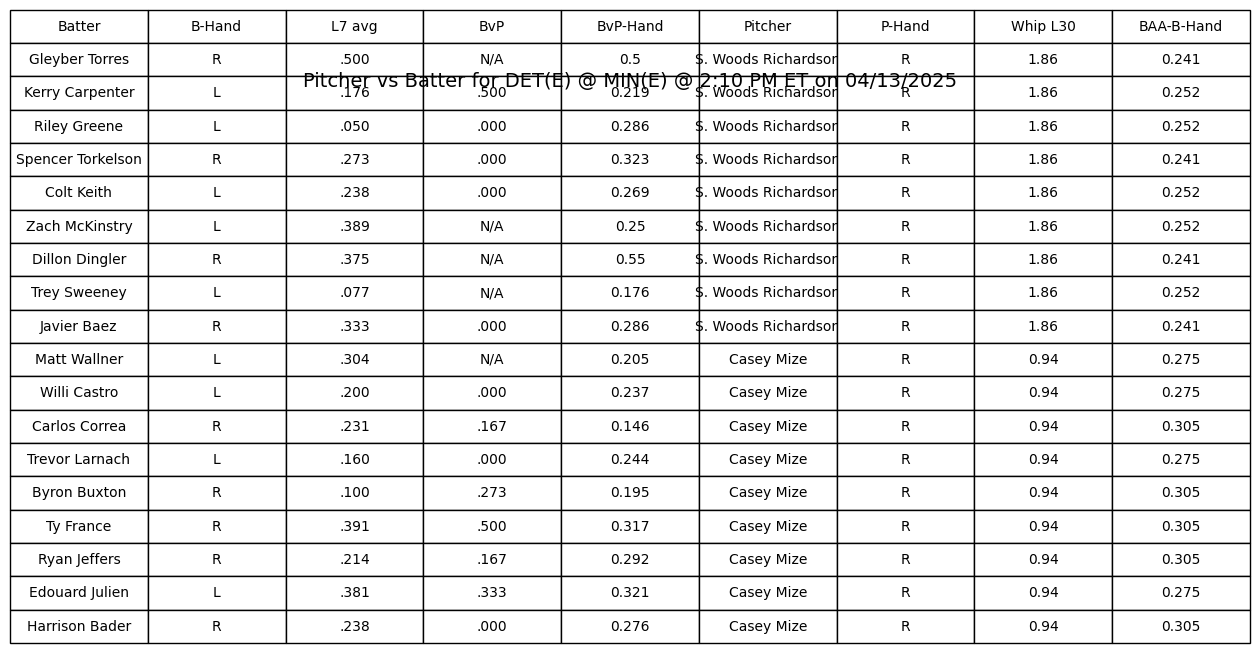 Batter B-Hand L7 avg BvP BvP-Hand Pitcher P-Hand Whip L30 BAA-B-Hand
Gleyber Torres R .500 N/A 0.5 S. Woods Richardson R 1.86 0.241
Pitcher vs Batter for DET(E) @ MIN(E) @ 2:10 PM ET on 04/13/2025
Kerry Carpenter L .176 .500 0.219 S. Woods Richardson R 1.86 0.252
Riley Greene L .050 .000 0.286 S. Woods Richardson R 1.86 0.252
Spencer Torkelson R .273 .000 0.323 S. Woods Richardson R 1.86 0.241
Colt Keith L .238 .000 0.269 S. Woods Richardson R 1.86 0.252
Zach McKinstry L .389 N/A 0.25 S. Woods Richardson R 1.86 0.252
Dillon Dingler R .375 N/A 0.55 S. Woods Richardson R 1.86 0.241
Trey Sweeney L .077 N/A 0.176 S. Woods Richardson R 1.86 0.252
Javier Baez R .333 .000 0.286 S. Woods Richardson R 1.86 0.241
Matt Wallner L .304 N/A 0.205 Casey Mize R 0.94 0.275
Willi Castro L .200 .000 0.237 Casey Mize R 0.94 0.275
Carlos Correa R .231 .167 0.146 Casey Mize R 0.94 0.305
Trevor Larnach L .160 .000 0.244 Casey Mize R 0.94 0.275
Byron Buxton R .100 .273 0.195 Casey Mize R 0.94 0.305
Ty France R .391 .500 0.317 Casey Mize R 0.94 0.305
Ryan Jeffers R .214 .167 0.292 Casey Mize R 0.94 0.305
Edouard Julien L .381 .333 0.321 Casey Mize R 0.94 0.275
Harrison Bader R .238 .000 0.276 Casey Mize R 0.94 0.305